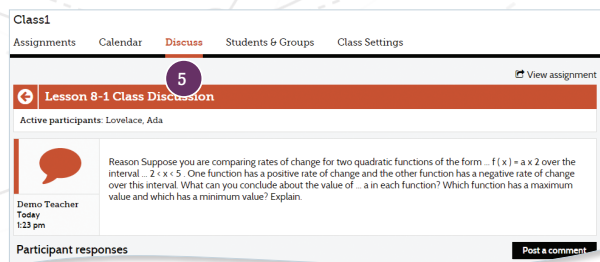 Class1
Assignments Calendar Discuss Students & Groups Class Settings
5
View assignment
Lesson 8-1 Class Discussion
Active participants: Lovelace, Ada
Reason Suppose you are comparing rates of change for two quadratic functions of the form ... f ( x ) = a x 2 over the
interval ... 2 < x < 5 . One function has a positive rate of change and the other function has a negative rate of change
over this interval. What can you conclude about the value of ... a in each function? Which function has a maximum
value and which has a minimum value? Explain.
Demo Teacher
Today
1:23 pm
Participant responses
Post a comment